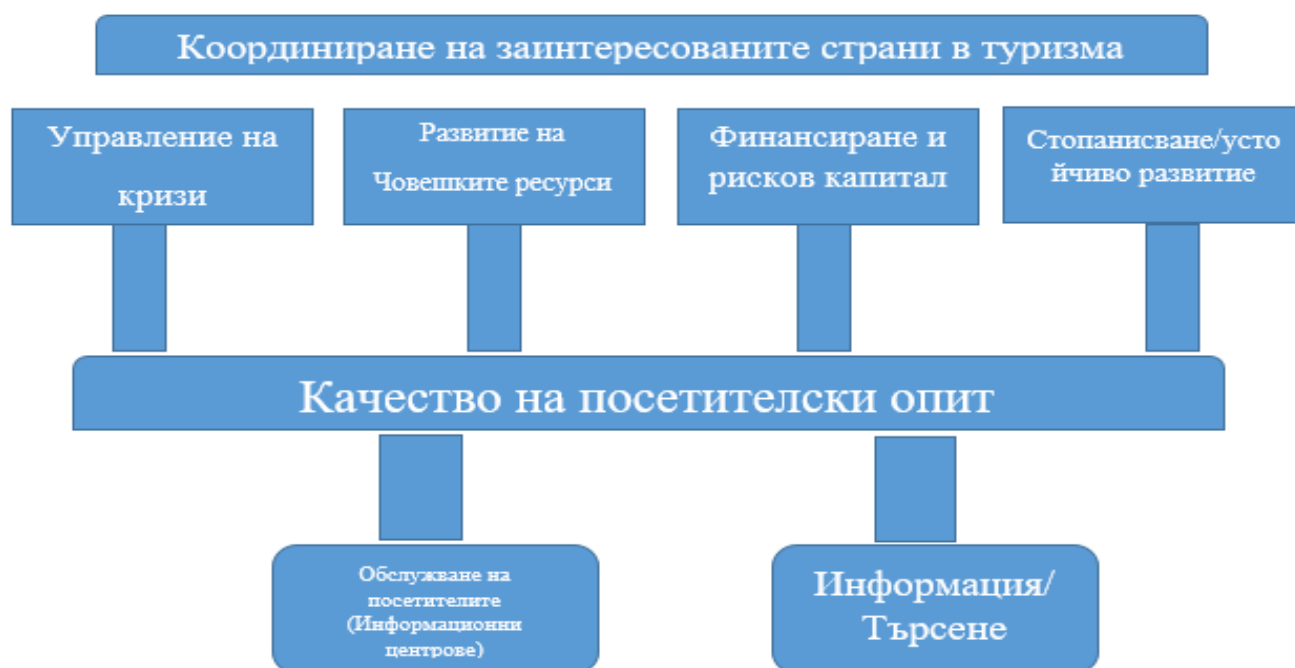 Координиране на заинтересованите страни в туризма
Управление на
кризи
Развитие на
Човешките ресурси
Финансиране и
рисков капитал
Стопанисване/усто
йчиво развитие
Качество на посетителски опит
Обслужване на
посетителите
(Информационни
центрове)
Информация/
Търсене